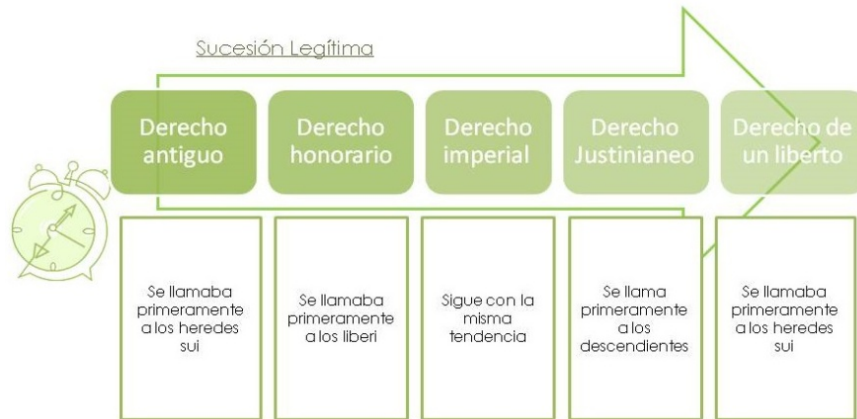 Sucesión Legítima
Derecho
antiguo
Derecho
honorario
Derecho
imperial
Derecho
Justinianeo
Derecho de
un liberto
Se llamaba
primeramente
a los heredes
sui
Se llamaba
primeramente
a los liberi
Sigue con la
misma
tendencia
Se llama
primeramente
a los
descendientes
Se llamaba
primeramente
a los heredes
sui